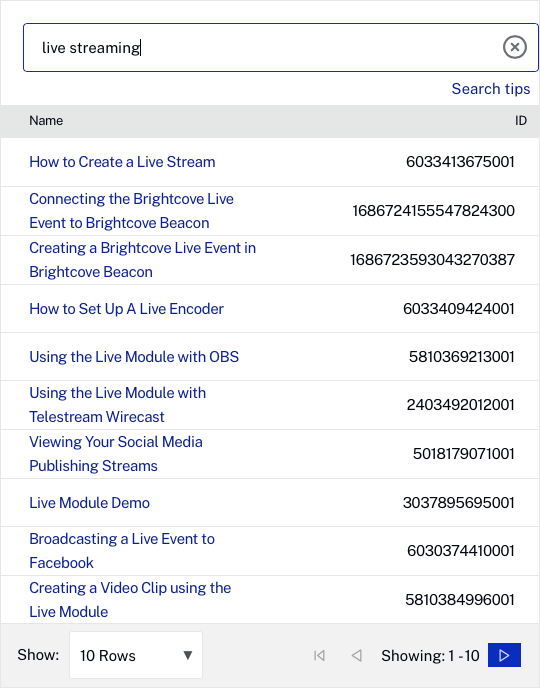 live streaming
Search tips
Name ID
How to Create a Live Stream 6033413675001
Connecting the Brightcove Live
Event to Brightcove Beacon 1686724155547824300
Creating a Brightcove Live Event in
Brightcove Beacon 1686723593043270387
How to Set Up A Live Encoder 6033409424001
Using the Live Module with OBS 5810369213001
Using the Live Module with
Telestream Wirecast 2403492012001
Viewing Your Social Media
Publishing Streams 5018179071001
Live Module Demo 3037895695001
Broadcasting a Live Event to
Facebook 6030374410001
Creating a Video Clip using the
Live Module 5810384996001
Show: 10 Rows Showing: 1 - 10